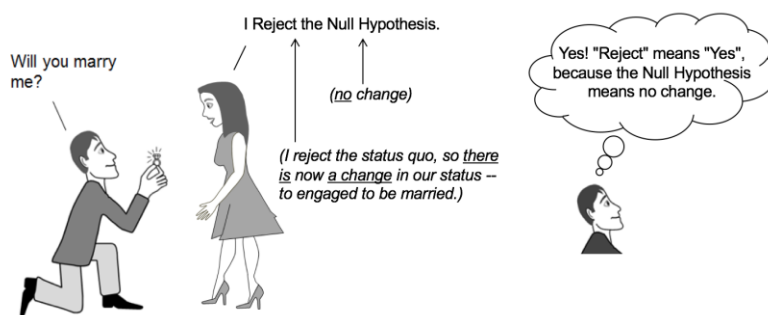 I Reject the Null Hypothesis.
Will you marry
me?
(no change)
(I reject the status quo, so there
is now a change in our status --
to engaged to be married.)
Yes! "Reject" means "Yes",
because the Null Hypothesis
means no change.